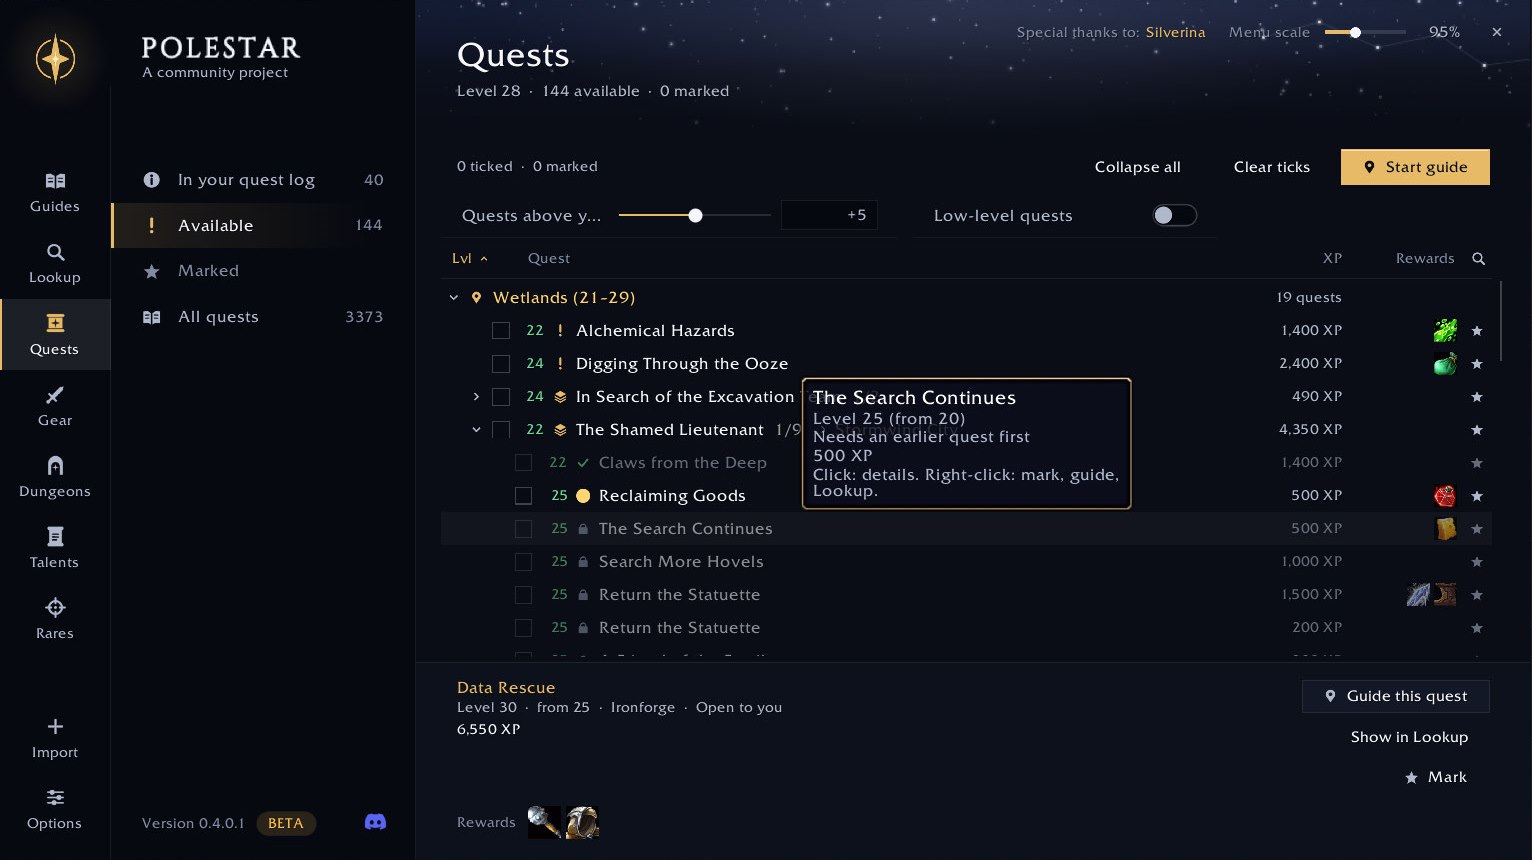 POLESTAR
A community project
Special thanks to: Silverina
Menu scale
95%
Quests
Level 28 · 144 available · 0 marked
Guides
Lookup
Quests
Gear
Dungeons
Talents
Rares
Import
Options
In your quest log 40
Available 144
Marked
All quests 3373
Version 0.4.0.1 BETA
0 ticked · 0 marked
Collapse all
Clear ticks
Start guide
Quests above y... +5
Low-level quests
Lvl Quest XP Rewards
Wetlands (21-29) 19 quests
22 ! Alchemical Hazards 1,400 XP
24 ! Digging Through the Ooze 2,400 XP
24 In Search of the Excavation 490 XP
22 The Shamed Lieutenant 1/9 Stormwind City 4,350 XP
22 Claws from the Deep 1,400 XP
25 Reclaiming Goods 500 XP
25 The Search Continues 500 XP
25 Search More Hovels 1,000 XP
25 Return the Statuette 1,500 XP
25 Return the Statuette 200 XP
The Search Continues
Level 25 (from 20)
Needs an earlier quest first
500 XP
Click: details. Right-click: mark, guide,
Lookup.
Data Rescue
Level 30 · from 25 · Ironforge · Open to you
6,550 XP
Rewards
Guide this quest
Show in Lookup
Mark